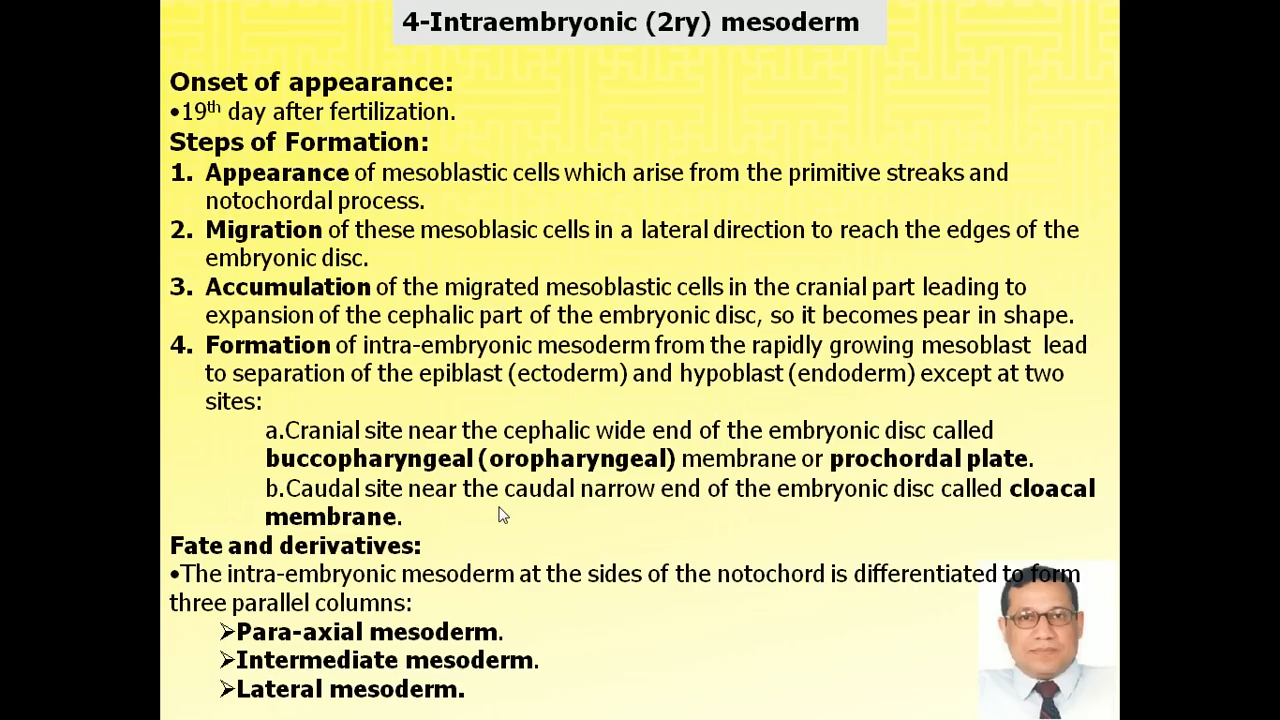 4-Intraembryonic (2ry) mesoderm
Onset of appearance:
•19th day after fertilization.
Steps of Formation:
1. Appearance of mesoblastic cells which arise from the primitive streaks and
notochordal process.
2. Migration of these mesoblasic cells in a lateral direction to reach the edges of the
embryonic disc.
3. Accumulation of the migrated mesoblastic cells in the cranial part leading to
expansion of the cephalic part of the embryonic disc, so it becomes pear in shape.
4. Formation of intra-embryonic mesoderm from the rapidly growing mesoblast lead
to separation of the epiblast (ectoderm) and hypoblast (endoderm) except at two
sites:
a.Cranial site near the cephalic wide end of the embryonic disc called
buccopharyngeal (oropharyngeal) membrane or prochordal plate.
b.Caudal site near the caudal narrow end of the embryonic disc called cloacal
membrane.
Fate and derivatives:
•The intra-embryonic mesoderm at the sides of the notochord is differentiated to form
three parallel columns:
➢Para-axial mesoderm.
➢Intermediate mesoderm.
➢Lateral mesoderm.